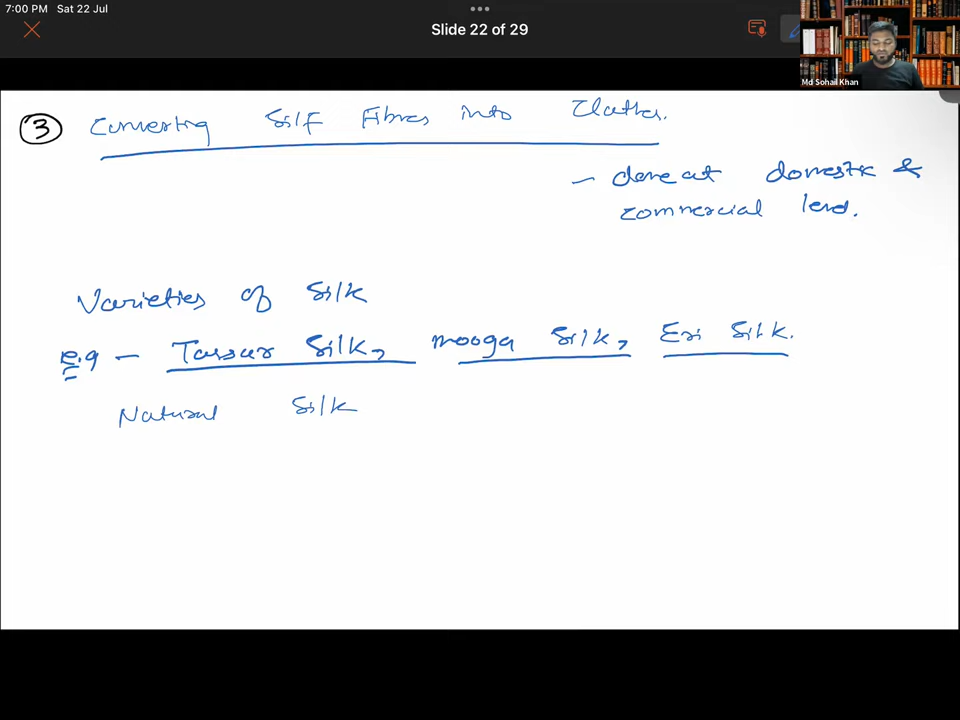 7:00 PM Sat 22 Jul
Slide 22 of 29
Md Sohail Khan
3 Converting Silk Fibres into Clothes.
– done at domestic &
commercial level.
Varieties of Silk
e.g – Tassar Silk, mooga Silk, Eri Silk.
Natural Silk